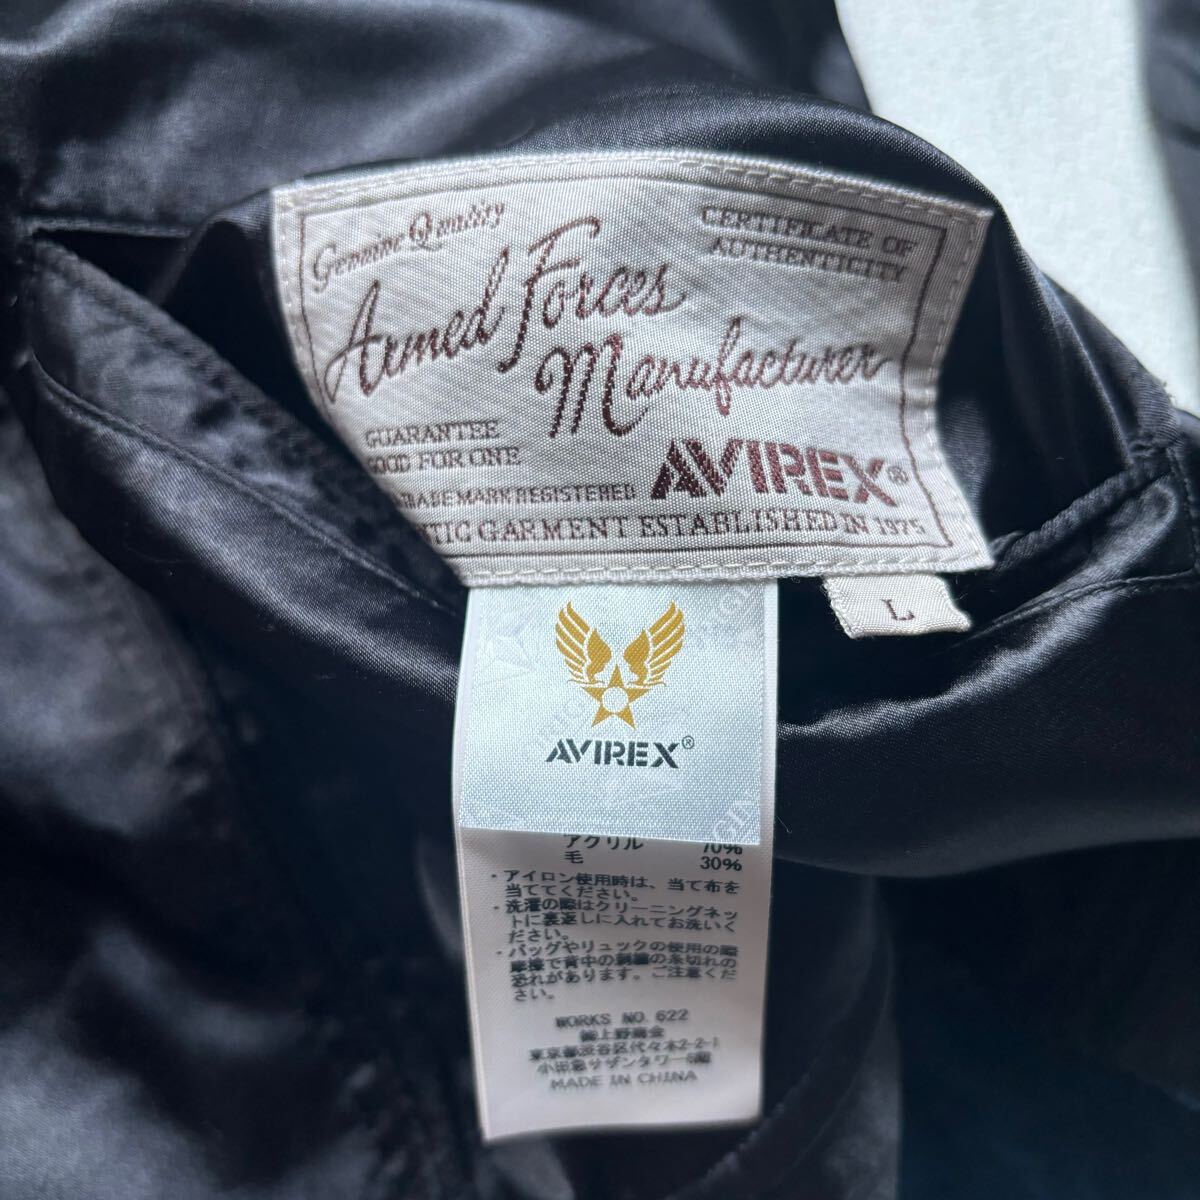 Genuine Quality
CERTIFICATE OF
AUTHENTICITY
Armed Forces
Manufacturer
GUARANTEE
GOOD FOR ONE
TRADEMARK REGISTERED
AVIREX®
TIC GARMENT ESTABLISHED IN 1975
L
AVIREX®
アクリル 70%
毛 30%
・アイロン使用時は、当て布を
当ててください。
・洗濯の際はクリーニングネッ
トに裏返しに入れてお洗いく
ださい。
・バッグやリュックの使用の際
摩擦で背中の刺繍の糸切れの
恐れがあります。ご注意くだ
さい。
WORKS NO. 622
㈱上野商会
東京都渋谷区代々木2-2-1
小田急サザンタワー8階
MADE IN CHINA